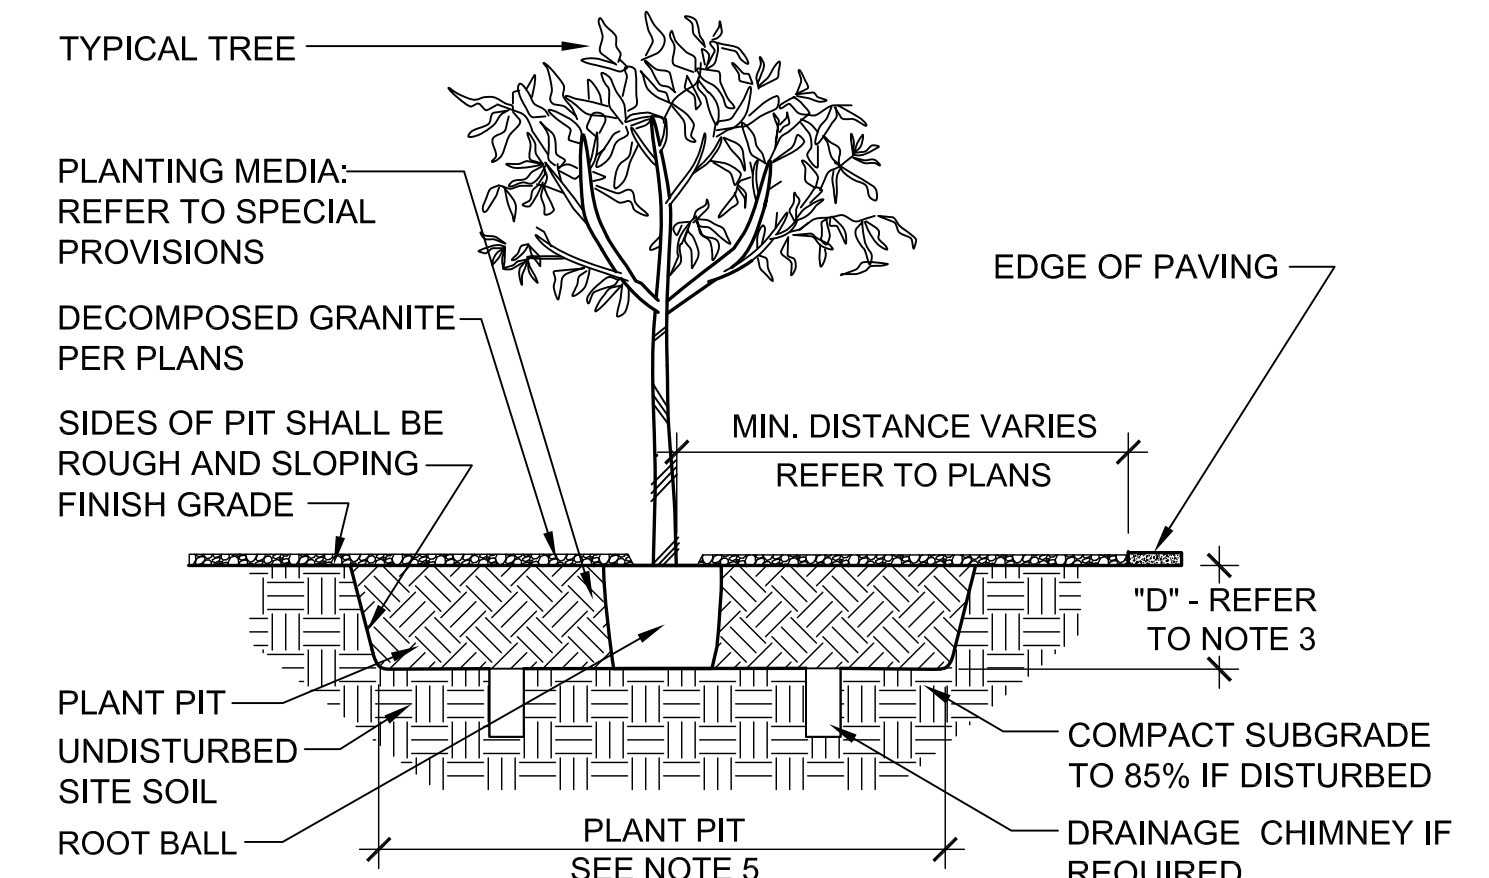 TYPICAL TREE
PLANTING MEDIA:
REFER TO SPECIAL
PROVISIONS
DECOMPOSED GRANITE
PER PLANS
SIDES OF PIT SHALL BE
ROUGH AND SLOPING
FINISH GRADE
PLANT PIT
UNDISTURBED
SITE SOIL
ROOT BALL
EDGE OF PAVING
MIN. DISTANCE VARIES
REFER TO PLANS
"D" - REFER
TO NOTE 3
COMPACT SUBGRADE
TO 85% IF DISTURBED
DRAINAGE CHIMNEY IF
REQUIRED
PLANT PIT
SEE NOTE 5